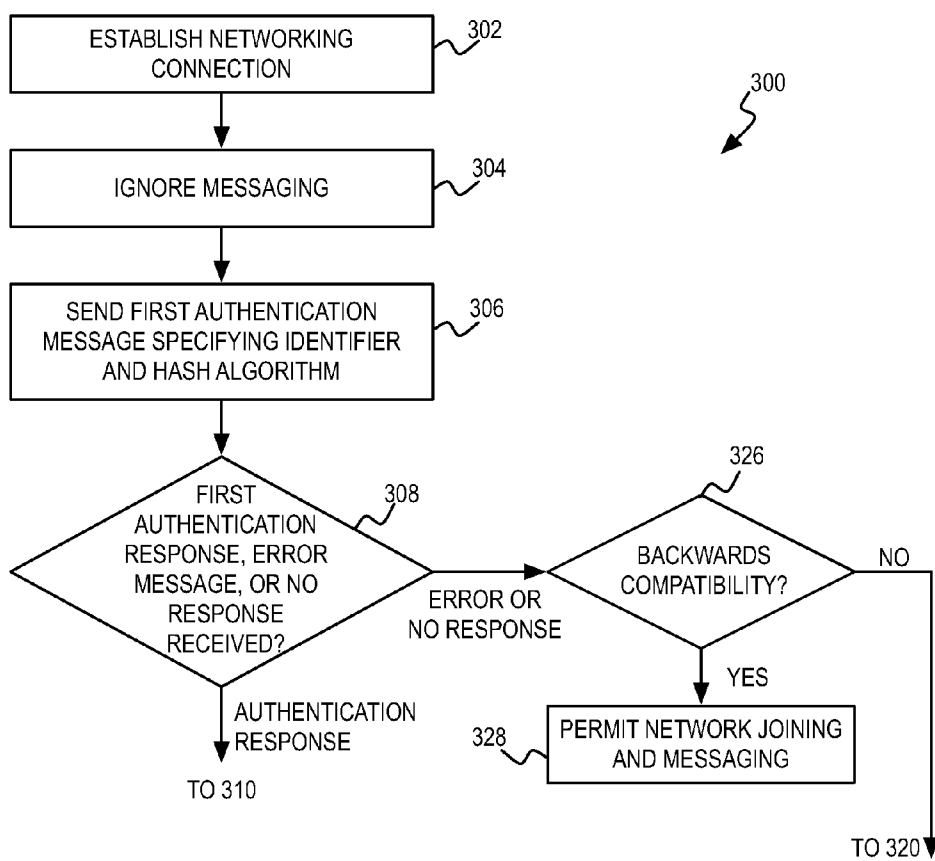 ESTABLISH NETWORKING
CONNECTION
302
300
IGNORE MESSAGING
304
SEND FIRST AUTHENTICATION
MESSAGE SPECIFYING IDENTIFIER
AND HASH ALGORITHM
306
FIRST
AUTHENTICATION
RESPONSE, ERROR
MESSAGE, OR NO
RESPONSE
RECEIVED?
308
ERROR OR
NO RESPONSE
326
BACKWARDS
COMPATIBILITY?
NO
YES
AUTHENTICATION
RESPONSE
TO 310
328
PERMIT NETWORK JOINING
AND MESSAGING
TO 320